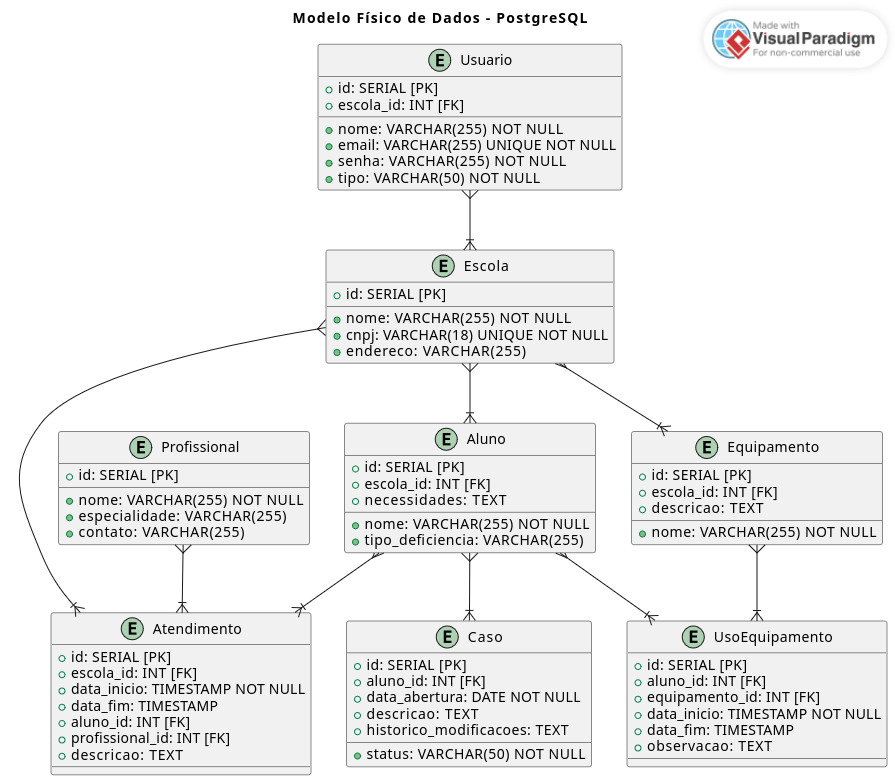 Modelo Físico de Dados - PostgreSQL
Made with
Visual Paradigm
For non-commercial use
E Usuario
id: SERIAL [PK]
escola_id: INT [FK]
nome: VARCHAR(255) NOT NULL
email: VARCHAR(255) UNIQUE NOT NULL
senha: VARCHAR(255) NOT NULL
tipo: VARCHAR(50) NOT NULL
E Escola
id: SERIAL [PK]
nome: VARCHAR(255) NOT NULL
cnpj: VARCHAR(18) UNIQUE NOT NULL
endereco: VARCHAR(255)
E Profissional
id: SERIAL [PK]
nome: VARCHAR(255) NOT NULL
especialidade: VARCHAR(255)
contato: VARCHAR(255)
E Aluno
id: SERIAL [PK]
escola_id: INT [FK]
necessidades: TEXT
nome: VARCHAR(255) NOT NULL
tipo_deficiencia: VARCHAR(255)
E Equipamento
id: SERIAL [PK]
escola_id: INT [FK]
descricao: TEXT
nome: VARCHAR(255) NOT NULL
E Atendimento
id: SERIAL [PK]
escola_id: INT [FK]
data_inicio: TIMESTAMP NOT NULL
data_fim: TIMESTAMP
aluno_id: INT [FK]
profissional_id: INT [FK]
descricao: TEXT
E Caso
id: SERIAL [PK]
aluno_id: INT [FK]
data_abertura: DATE NOT NULL
descricao: TEXT
historico_modificacoes: TEXT
status: VARCHAR(50) NOT NULL
E UsoEquipamento
id: SERIAL [PK]
aluno_id: INT [FK]
equipamento_id: INT [FK]
data_inicio: TIMESTAMP NOT NULL
data_fim: TIMESTAMP
observacao: TEXT